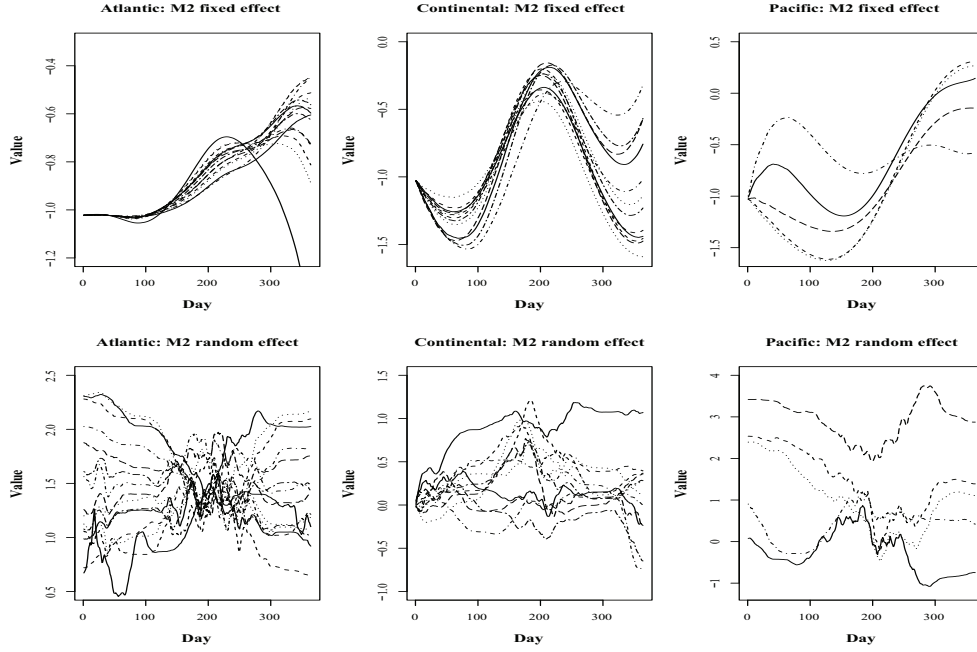 Atlantic: M2 fixed effect
Value
-0.4
-0.6
-0.8
-1.0
-1.2
0 100 200 300
Day
Continental: M2 fixed effect
Value
0.0
-0.5
-1.0
-1.5
0 100 200 300
Day
Pacific: M2 fixed effect
Value
0.5
0.0
-0.5
-1.0
-1.5
0 100 200 300
Day
Atlantic: M2 random effect
Value
2.5
2.0
1.5
1.0
0.5
0 100 200 300
Day
Continental: M2 random effect
Value
1.5
1.0
0.5
0.0
-0.5
-1.0
0 100 200 300
Day
Pacific: M2 random effect
Value
4
3
2
1
0
-1
0 100 200 300
Day